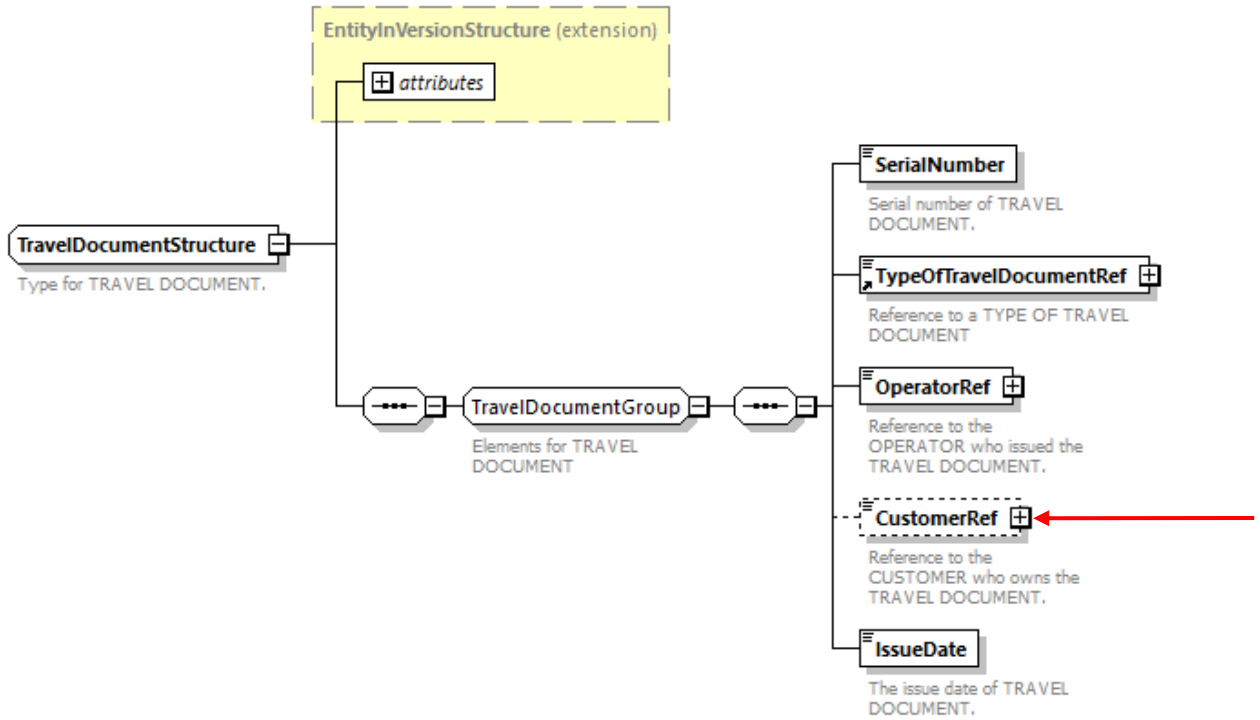 EntityInVersionStructure (extension)
attributes
TravelDocumentStructure
Type for TRAVEL DOCUMENT.
TravelDocumentGroup
Elements for TRAVEL
DOCUMENT
SerialNumber
Serial number of TRAVEL
DOCUMENT.
TypeOfTravelDocumentRef
Reference to a TYPE OF TRAVEL
DOCUMENT
OperatorRef
Reference to the
OPERATOR who issued the
TRAVEL DOCUMENT.
CustomerRef
Reference to the
CUSTOMER who owns the
TRAVEL DOCUMENT.
IssueDate
The issue date of TRAVEL
DOCUMENT.